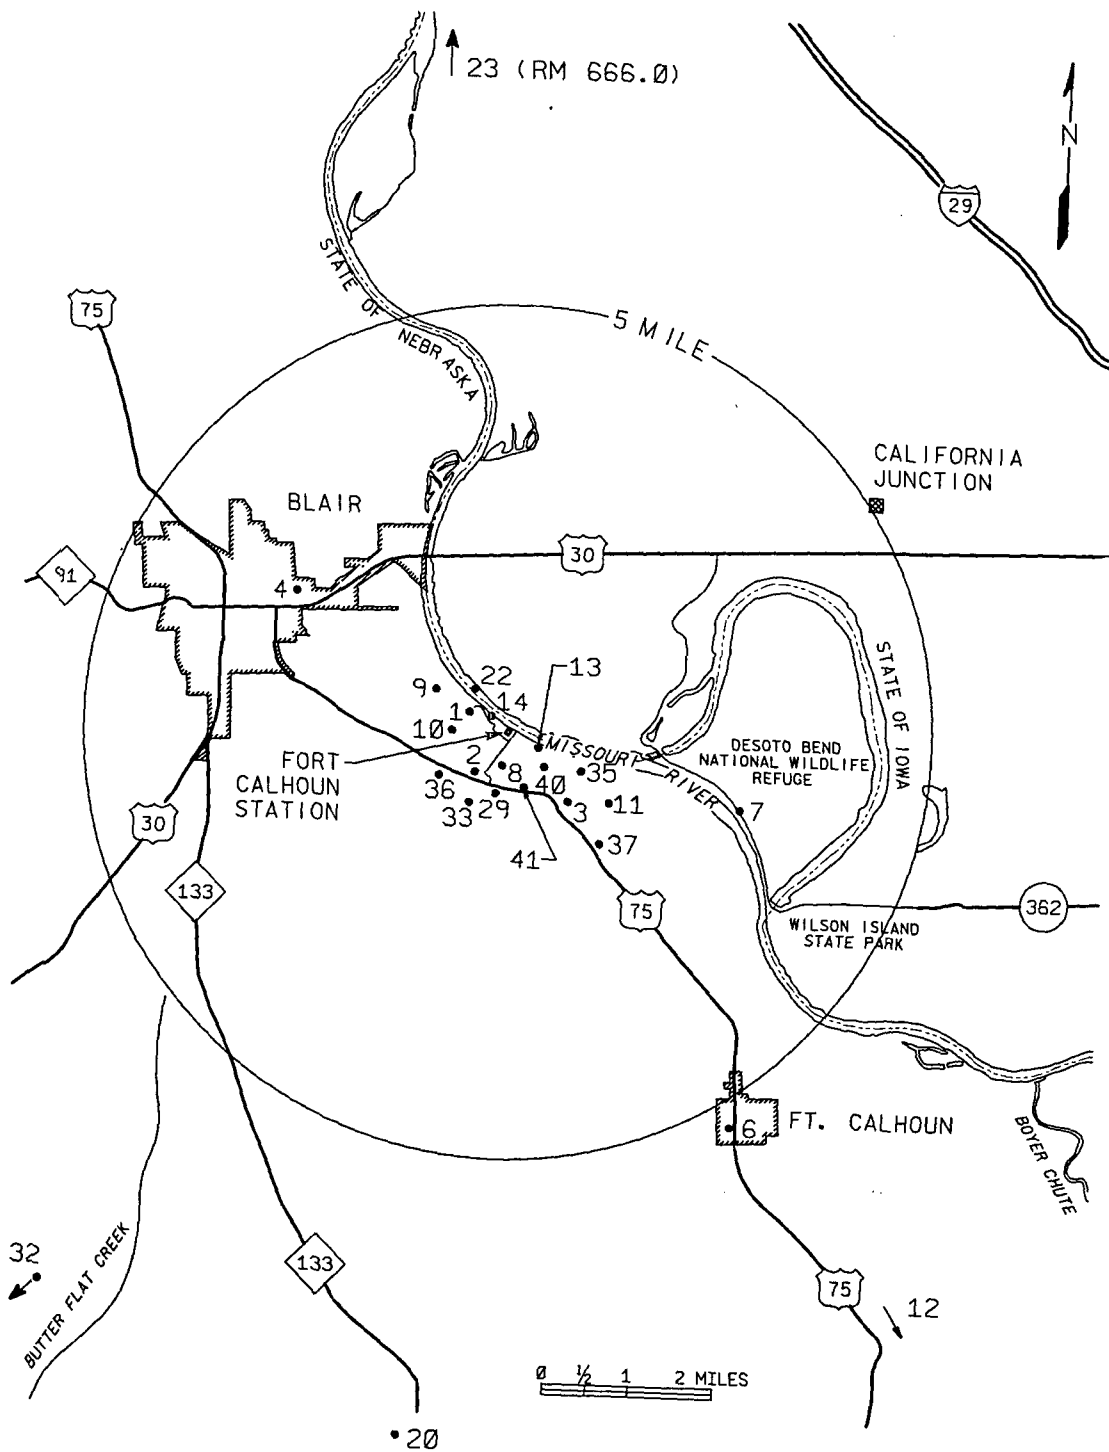 23 (RM 666.0)
N
29
STATE OF NEBRASKA
75
5 MILE
CALIFORNIA
JUNCTION
BLAIR
30
91
4
STATE OF IOWA
13
22
9
14
1
10
MISSOURI RIVER
DESOTO BEND
NATIONAL WILDLIFE
REFUGE
FORT
CALHOUN
STATION
2
8
40
35
36
33
29
3
11
7
30
37
41
133
75
362
WILSON ISLAND
STATE PARK
FT. CALHOUN
6
BOYER CHUTE
BUTTER FLAT CREEK
32
133
75
12
0 ½ 1 2 MILES
20